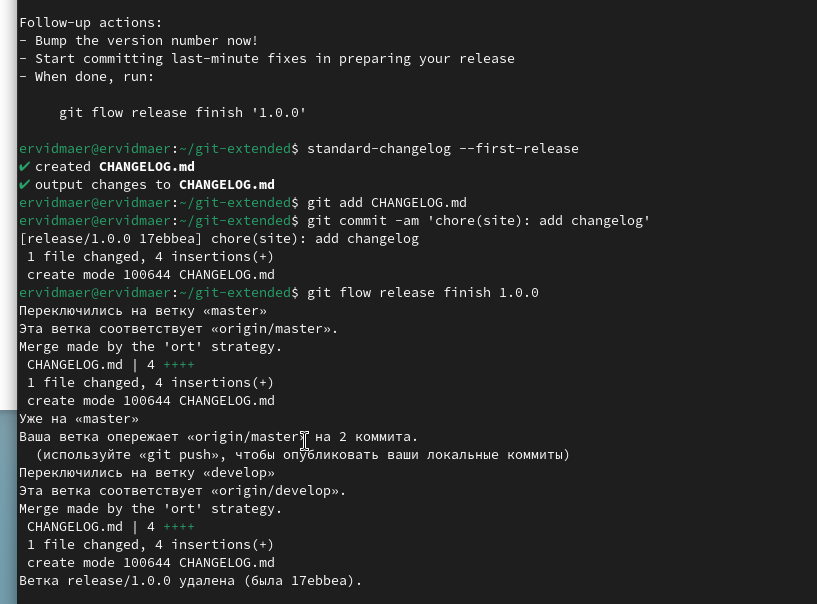 Follow-up actions:
- Bump the version number now!
- Start committing last-minute fixes in preparing your release
- When done, run:
git flow release finish '1.0.0'
ervidmaer@ervidmaer:~/git-extended$ standard-changelog --first-release
✔ created CHANGELOG.md
✔ output changes to CHANGELOG.md
ervidmaer@ervidmaer:~/git-extended$ git add CHANGELOG.md
ervidmaer@ervidmaer:~/git-extended$ git commit -am 'chore(site): add changelog'
[release/1.0.0 17ebbea] chore(site): add changelog
1 file changed, 4 insertions(+)
create mode 100644 CHANGELOG.md
ervidmaer@ervidmaer:~/git-extended$ git flow release finish 1.0.0
Переключились на ветку «master»
Эта ветка соответствует «origin/master».
Merge made by the 'ort' strategy.
CHANGELOG.md | 4 ++++
1 file changed, 4 insertions(+)
create mode 100644 CHANGELOG.md
Уже на «master»
Ваша ветка опережает «origin/master» на 2 коммита.
(используйте «git push», чтобы опубликовать ваши локальные коммиты)
Переключились на ветку «develop»
Эта ветка соответствует «origin/develop».
Merge made by the 'ort' strategy.
CHANGELOG.md | 4 ++++
1 file changed, 4 insertions(+)
create mode 100644 CHANGELOG.md
Ветка release/1.0.0 удалена (была 17ebbea).